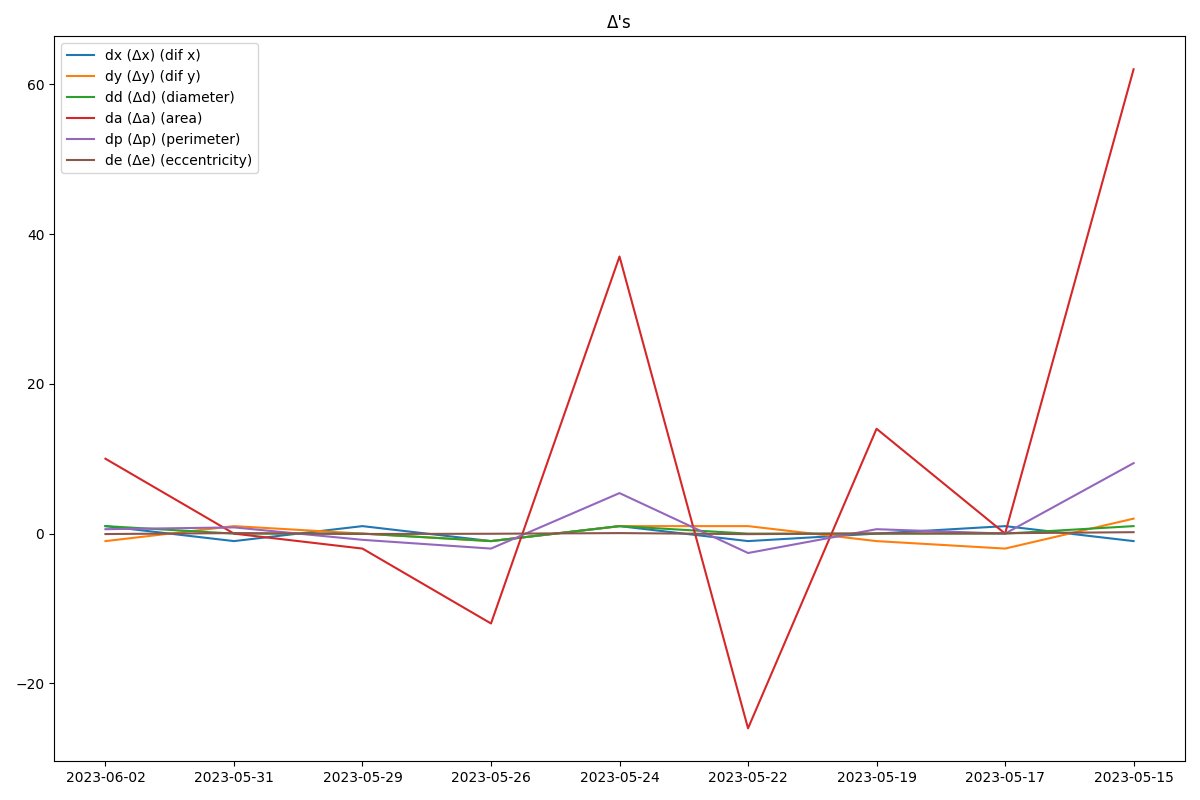 Δ's
dx (Δx) (dif x)
dy (Δy) (dif y)
dd (Δd) (diameter)
da (Δa) (area)
dp (Δp) (perimeter)
de (Δe) (eccentricity)
60
40
20
0
−20
2023-06-02 2023-05-31 2023-05-29 2023-05-26 2023-05-24 2023-05-22 2023-05-19 2023-05-17 2023-05-15